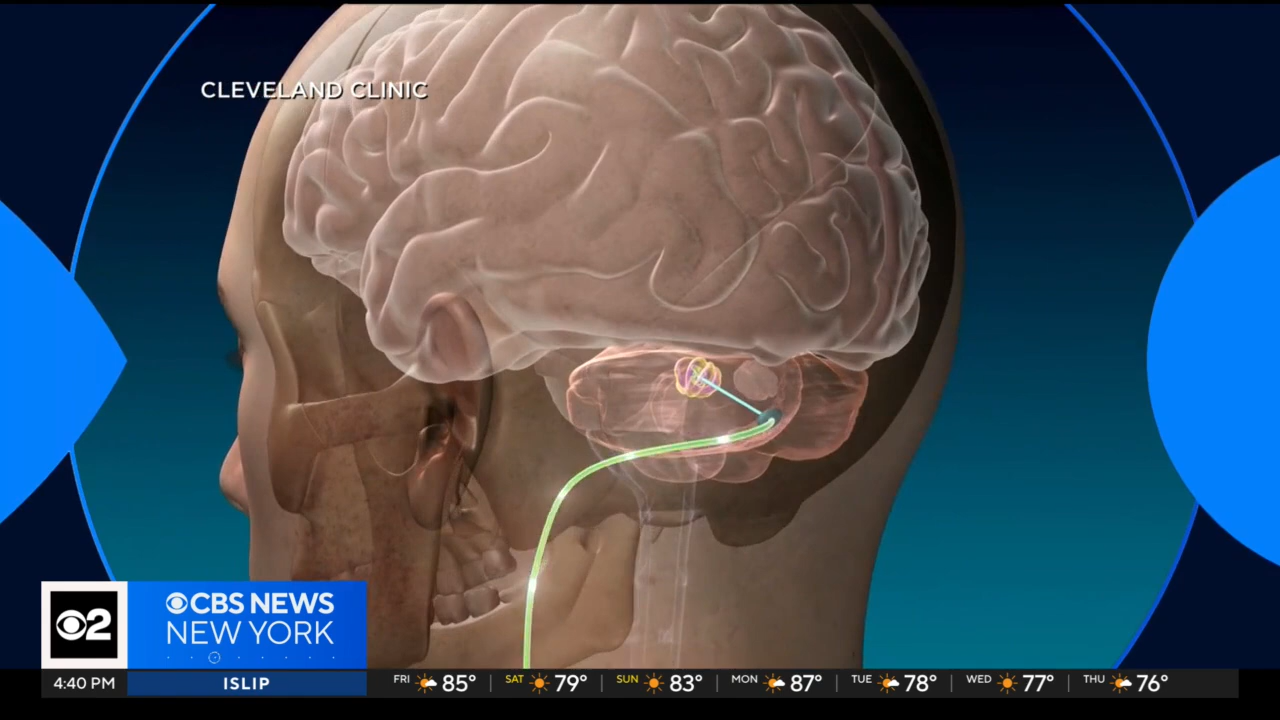 CLEVELAND CLINIC
2
CBS NEWS
NEW YORK
4:40 PM
ISLIP
FRI 85° | SAT 79° | SUN 83° | MON 87° | TUE 78° | WED 77° | THU 76°